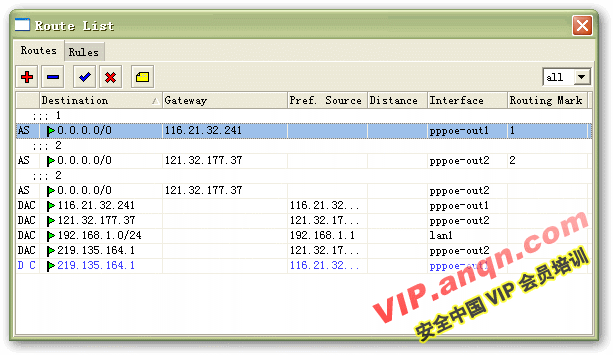 Route List
Routes Rules
all
Destination Gateway Pref. Source Distance Interface Routing Mark
;;; 1
AS 0.0.0.0/0 116.21.32.241 pppoe-out1 1
;;; 2
AS 0.0.0.0/0 121.32.177.37 pppoe-out2 2
;;; 2
AS 0.0.0.0/0 121.32.177.37 pppoe-out2
DAC 116.21.32.241 116.21.32... pppoe-out1
DAC 121.32.177.37 121.32.17... pppoe-out2
DAC 192.168.1.0/24 192.168.1.1 lan1
DAC 219.135.164.1 121.32.17... pppoe-out2
D C 219.135.164.1 116.21.32...
VIP.anqn.com
安全中国 VIP 会员培训